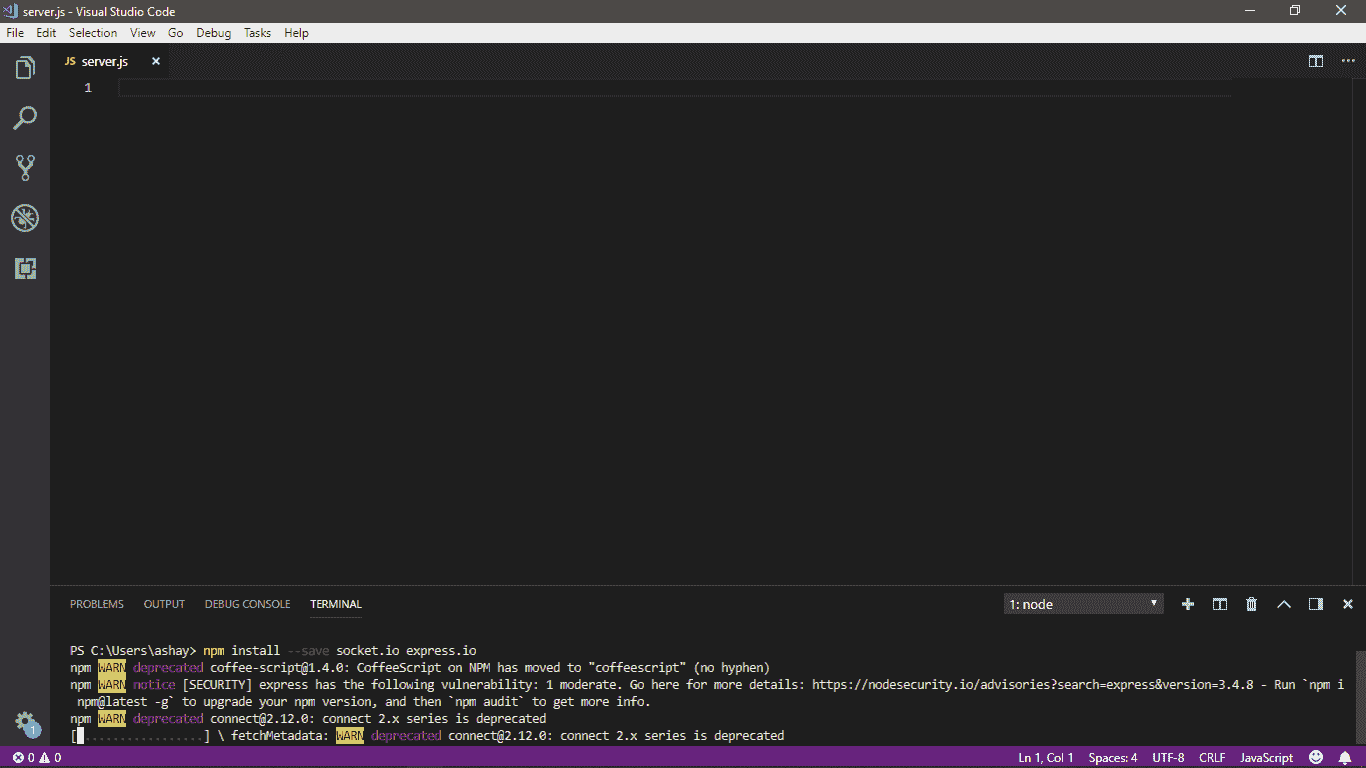 server.js - Visual Studio Code
File Edit Selection View Go Debug Tasks Help
JS server.js
1
PROBLEMS OUTPUT DEBUG CONSOLE TERMINAL
1: node
PS C:\Users\ashay> npm install --save socket.io express.io
npm WARN deprecated coffee-script@1.4.0: CoffeeScript on NPM has moved to "coffeescript" (no hyphen)
npm WARN notice [SECURITY] express has the following vulnerability: 1 moderate. Go here for more details: https://nodesecurity.io/advisories?search=express&version=3.4.8 - Run `npm i
npm@latest -g` to upgrade your npm version, and then `npm audit` to get more info.
npm WARN deprecated connect@2.12.0: connect 2.x series is deprecated
[ .................] \ fetchMetadata: WARN deprecated connect@2.12.0: connect 2.x series is deprecated
1
0 0 Ln 1, Col 1 Spaces: 4 UTF-8 CRLF JavaScript